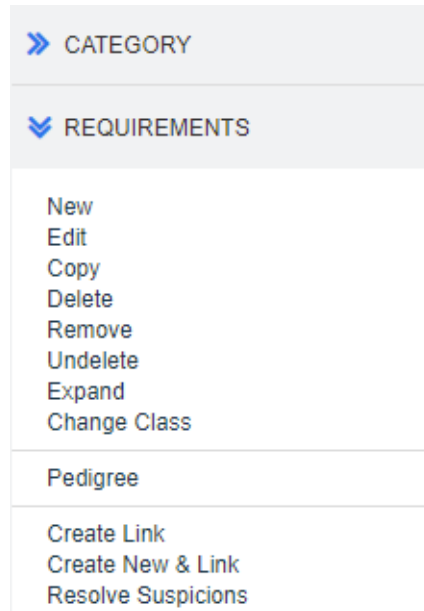 CATEGORY
REQUIREMENTS
New
Edit
Copy
Delete
Remove
Undelete
Expand
Change Class
Pedigree
Create Link
Create New & Link
Resolve Suspicions